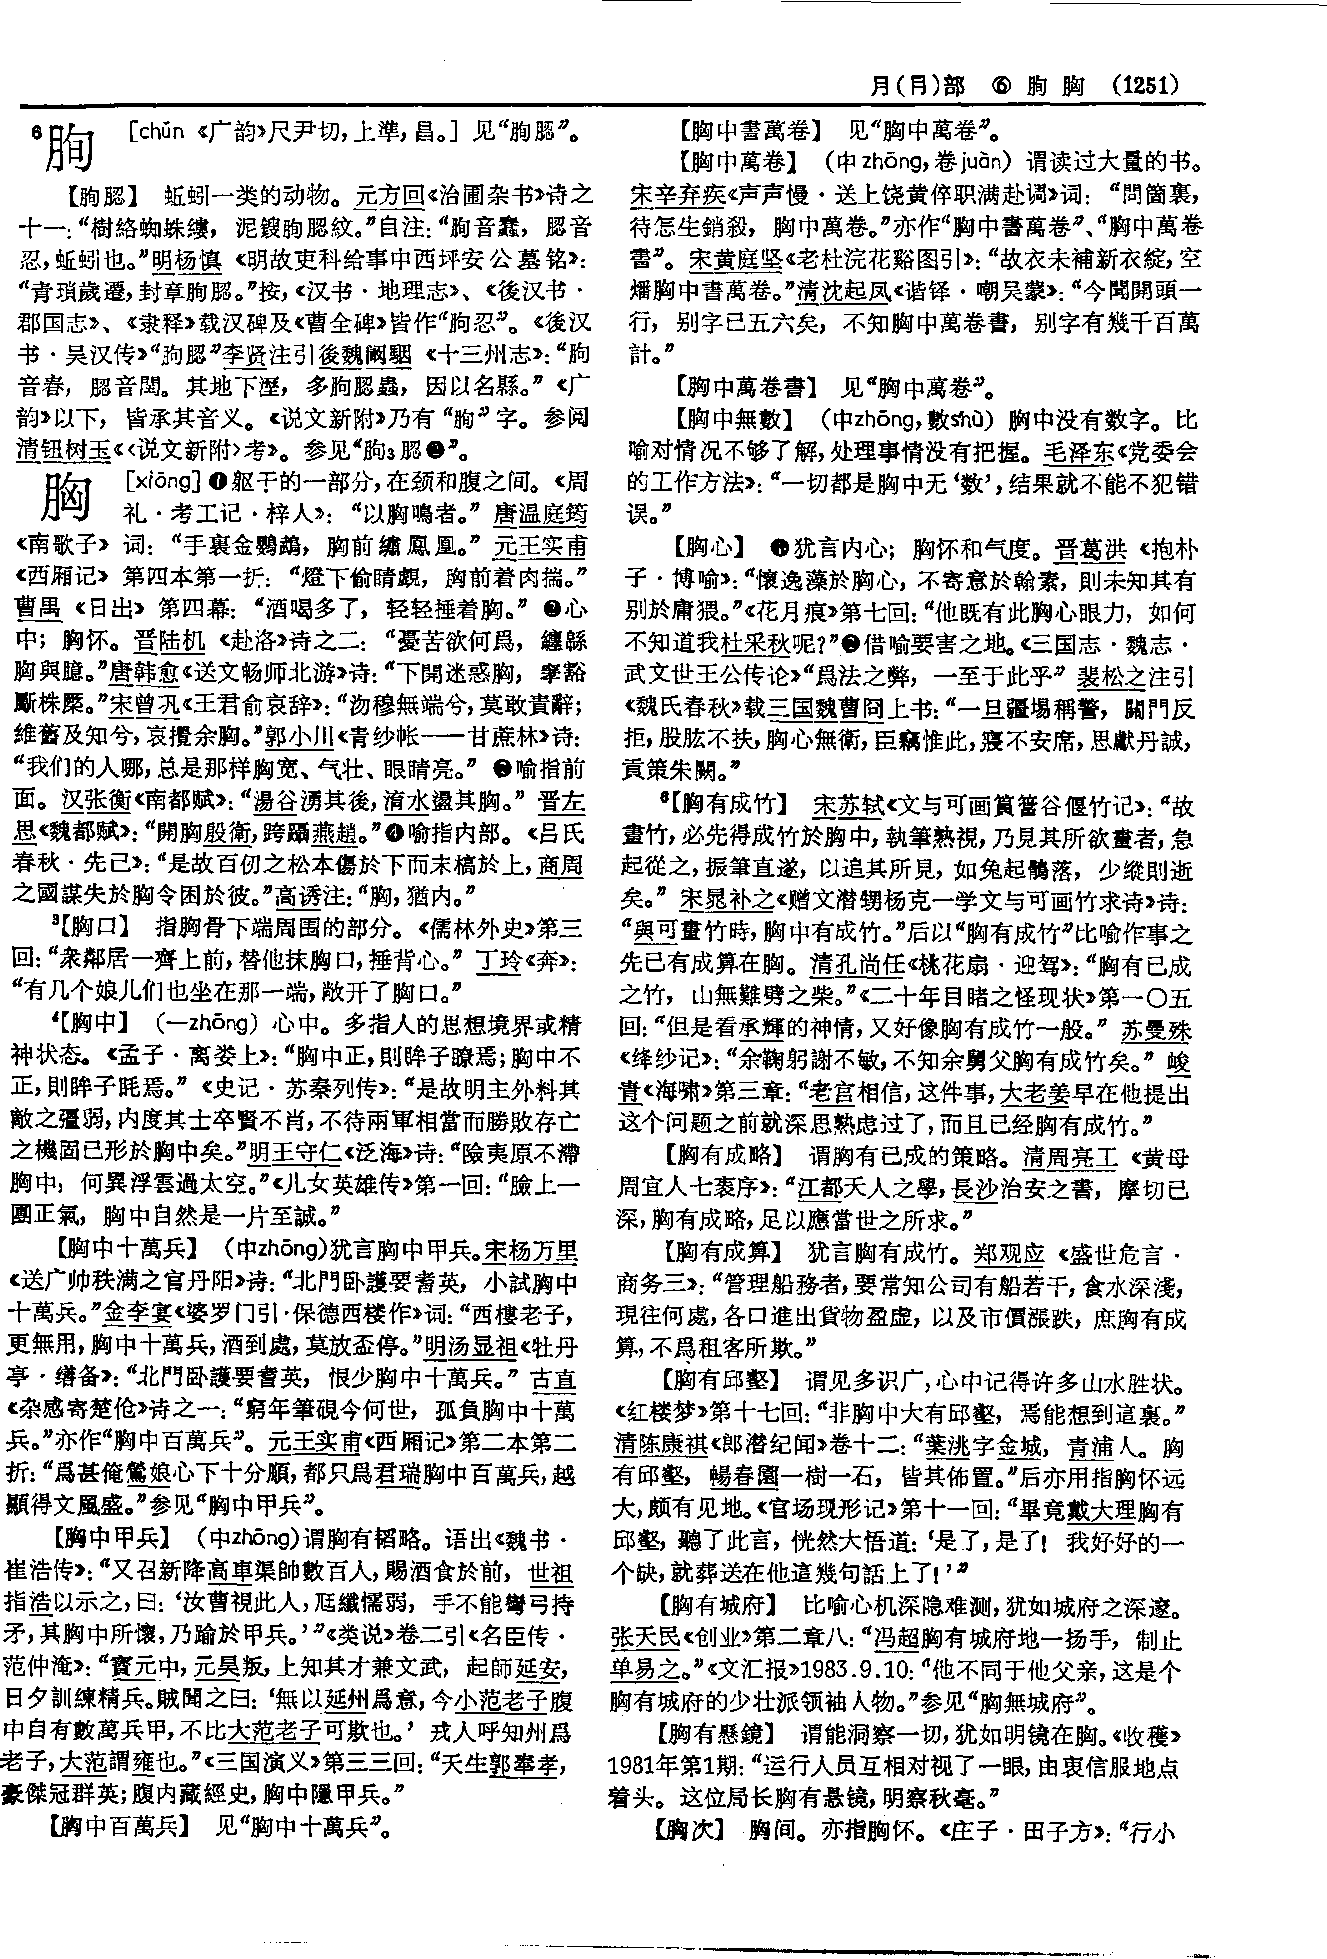 月(⺼)部 ⑥ 朐 胸 (1251)
⁶朐 [chǔn 《广韵》尺尹切,上準,昌。] 见“朐䏰”。
【朐䏰】 蚯蚓一类的动物。元方回《治圃杂书》诗之
十一:“樹絡蜘蛛縷, 泥鎪朐䏰紋。”自注:“朐音蠢, 䏰音
忍,蚯蚓也。”明杨慎《明故吏科给事中西坪安公墓铭》:
“青瑣歲遷,封章朐䏰。”按,《汉书·地理志》、《後汉书·
郡国志》、《隶释》载汉碑及《曹全碑》皆作“朐忍”。《後汉
书·吴汉传》“朐䏰”李贤注引後魏阚駰《十三州志》:“朐
音春, 䏰音閏。其地下溼, 多朐䏰蟲, 因以名縣。”《广
韵》以下, 皆承其音义。《说文新附》乃有“朐”字。参阅
清钮树玉《〈说文新附〉考》。参见“朐₃䏰❷”。
胸 [xiōng] ❶躯干的一部分,在颈和腹之间。《周
礼·考工记·梓人》: “以胸鳴者。” 唐温庭筠
《南歌子》词: “手裏金鸚鵡, 胸前繡鳳凰。” 元王实甫
《西厢记》第四本第一折: “燈下偷睛覷, 胸前着肉揣。”
曹禺《日出》第四幕: “酒喝多了, 轻轻捶着胸。” ❷心
中; 胸怀。晋陆机《赴洛》诗之二: “憂苦欲何爲, 纏緜
胸與臆。”唐韩愈《送文畅师北游》诗:“下開迷惑胸, 窙豁
斸株橛。”宋曾巩《王君俞哀辞》:“沕穆無端兮,莫敢責辭;
維舊及知兮,哀攪余胸。”郭小川《青纱帐——甘蔗林》诗:
“我们的人哪,总是那样胸宽、气壮、眼睛亮。” ❸喻指前
面。汉张衡《南都赋》:“湯谷湧其後,淯水盪其胸。” 晋左
思《魏都赋》:“開胸殷衛,跨躡燕趙。”❹喻指内部。《吕氏
春秋·先己》:“是故百仞之松本傷於下而末槁於上,商周
之國謀失於胸令困於彼。”高诱注:“胸,猶内。”
³【胸口】 指胸骨下端周围的部分。《儒林外史》第三
回:“衆鄰居一齊上前,替他抹胸口,捶背心。” 丁玲《奔》:
“有几个娘儿们也坐在那一端,敞开了胸口。”
⁴【胸中】 (—zhōng) 心中。多指人的思想境界或精
神状态。《孟子·离娄上》:“胸中正,則眸子瞭焉;胸中不
正,則眸子眊焉。” 《史记·苏秦列传》:“是故明主外料其
敵之彊弱,内度其士卒賢不肖,不待兩軍相當而勝敗存亡
之機固已形於胸中矣。”明王守仁《泛海》诗:“險夷原不滯
胸中, 何異浮雲過太空。”《儿女英雄传》第一回:“臉上一
團正氣, 胸中自然是一片至誠。”
【胸中十萬兵】 (中zhōng)犹言胸中甲兵。宋杨万里
《送广帅秩满之官丹阳》诗:“北門卧護要耆英, 小試胸中
十萬兵。”金李宴《婆罗门引·保德西楼作》词:“西樓老子,
更無用,胸中十萬兵,酒到處,莫放盃停。”明汤显祖《牡丹
亭·缮备》:“北門卧護要耆英, 恨少胸中十萬兵。” 古直
《杂感寄楚伧》诗之一:“窮年筆硯今何世, 孤負胸中十萬
兵。”亦作“胸中百萬兵”。元王实甫《西厢记》第二本第二
折:“爲甚俺鶯娘心下十分順,都只爲君瑞胸中百萬兵,越
顯得文風盛。”参见“胸中甲兵”。
【胸中甲兵】 (中zhōng)谓胸有韬略。语出《魏书·
崔浩传》:“又召新降高車渠帥數百人,賜酒食於前, 世祖
指浩以示之,曰: ‘汝曹視此人,尫纖懦弱, 手不能彎弓持
矛,其胸中所懷,乃踰於甲兵。’”《类说》卷二引《名臣传·
范仲淹》:“寶元中,元昊叛,上知其才兼文武, 起師延安,
日夕訓練精兵。賊聞之曰: ‘無以延州爲意,今小范老子腹
中自有數萬兵甲,不比大范老子可欺也。’ 戎人呼知州爲
老子,大范謂雍也。”《三国演义》第三三回:“天生郭奉孝,
豪傑冠群英;腹内藏經史,胸中隱甲兵。”
【胸中百萬兵】 见“胸中十萬兵”。
【胸中書萬卷】 见“胸中萬卷”。
【胸中萬卷】 (中zhōng,卷juàn) 谓读过大量的书。
宋辛弃疾《声声慢·送上饶黄倅职满赴调》词: “問箇裏,
待怎生銷殺, 胸中萬卷。”亦作“胸中書萬卷”、“胸中萬卷
書”。宋黄庭坚《老杜浣花谿图引》:“故衣未補新衣綻,空
蟠胸中書萬卷。”清沈起凤《谐铎·嘲吴蒙》:“今聞開頭一
行, 别字已五六矣, 不知胸中萬卷書, 别字有幾千百萬
計。”
【胸中萬卷書】 见“胸中萬卷”。
【胸中無數】 (中zhōng,數shù) 胸中没有数字。比
喻对情况不够了解,处理事情没有把握。毛泽东《党委会
的工作方法》:“一切都是胸中无‘数’,结果就不能不犯错
误。”
【胸心】 ❶犹言内心; 胸怀和气度。晋葛洪《抱朴
子·博喻》:“懷逸藻於胸心, 不寄意於翰素, 則未知其有
别於庸猥。”《花月痕》第七回:“他既有此胸心眼力, 如何
不知道我杜采秋呢?”❷借喻要害之地。《三国志·魏志·
武文世王公传论》“爲法之弊, 一至于此乎” 裴松之注引
《魏氏春秋》载三国魏曹冏上书:“一旦疆場稱警, 關門反
拒,股肱不扶,胸心無衛,臣竊惟此,寢不安席,思獻丹誠,
貢策朱闕。”
⁶【胸有成竹】 宋苏轼《文与可画篔簹谷偃竹记》:“故
畫竹,必先得成竹於胸中,執筆熟視,乃見其所欲畫者,急
起從之,振筆直遂, 以追其所見, 如兔起鶻落, 少縱則逝
矣。” 宋晁补之《赠文潜甥杨克一学文与可画竹求诗》诗:
“與可畫竹時,胸中有成竹。”后以“胸有成竹”比喻作事之
先已有成算在胸。清孔尚任《桃花扇·迎驾》:“胸有已成
之竹, 山無難劈之柴。”《二十年目睹之怪现状》第一〇五
回:“但是看承輝的神情,又好像胸有成竹一般。” 苏曼殊
《绛纱记》:“余鞠躬謝不敏,不知余舅父胸有成竹矣。” 峻
青《海啸》第三章:“老宫相信,这件事,大老姜早在他提出
这个问题之前就深思熟虑过了,而且已经胸有成竹。”
【胸有成略】 谓胸有已成的策略。清周亮工《黄母
周宜人七袠序》:“江都天人之學,長沙治安之書, 摩切已
深,胸有成略,足以應當世之所求。”
【胸有成算】 犹言胸有成竹。郑观应《盛世危言·
商务三》:“管理船務者,要常知公司有船若干,食水深淺,
現往何處,各口進出貨物盈虚, 以及市價漲跌, 庶胸有成
算,不爲租客所欺。”
【胸有邱壑】 谓见多识广,心中记得许多山水胜状。
《红楼梦》第十七回:“非胸中大有邱壑, 焉能想到這裏。”
清陈康祺《郎潜纪闻》卷十二:“葉洮字金城, 青浦人。胸
有邱壑, 暢春園一樹一石, 皆其佈置。”后亦用指胸怀远
大,颇有见地。《官场现形记》第十一回:“畢竟戴大理胸有
邱壑, 聽了此言, 恍然大悟道: ‘是了,是了! 我好好的一
个缺,就葬送在他這幾句話上了!’”
【胸有城府】 比喻心机深隐难测,犹如城府之深邃。
张天民《创业》第二章八:“冯超胸有城府地一扬手, 制止
单易之。”《文汇报》1983.9.10:“他不同于他父亲,这是个
胸有城府的少壮派领袖人物。”参见“胸無城府”。
【胸有懸鏡】 谓能洞察一切,犹如明镜在胸。《收穫》
1981年第1期:“运行人员互相对视了一眼,由衷信服地点
着头。这位局长胸有悬镜,明察秋毫。”
【胸次】 胸间。亦指胸怀。《庄子·田子方》:“行小